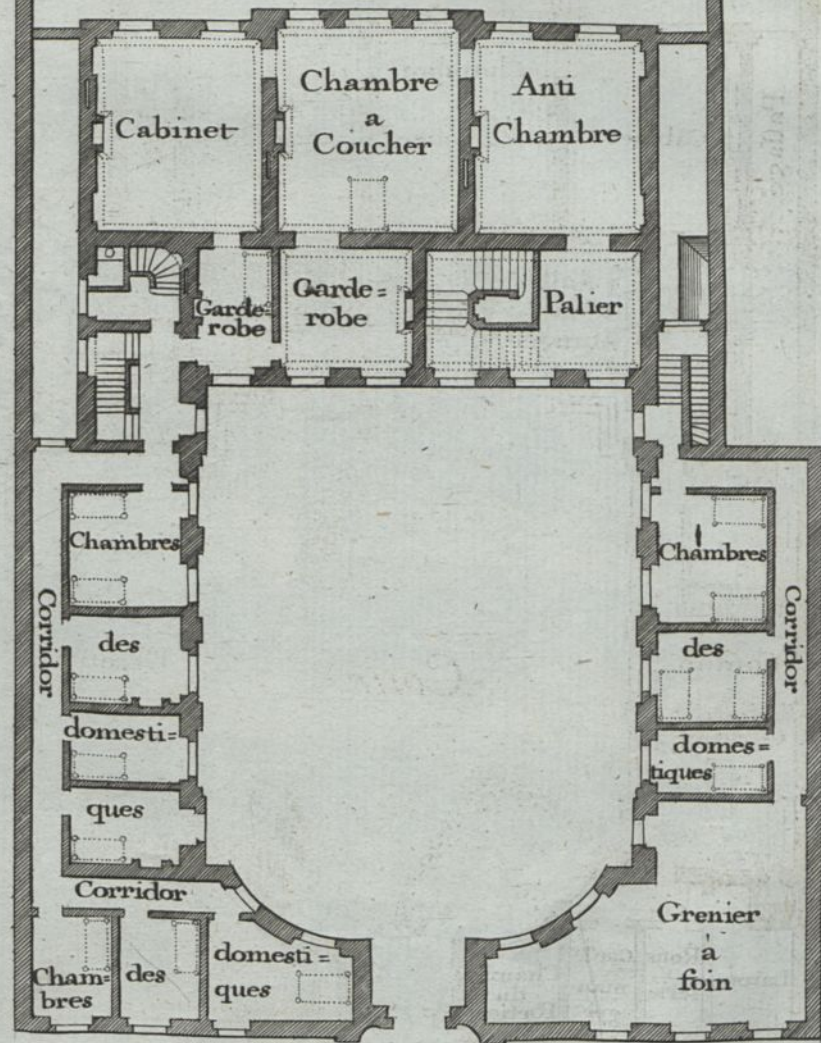 Cabinet
Chambre
a
Coucher
Anti
Chambre
Garde=
robe
Garde=
robe
Palier
Chambres
des
domesti=
ques
Corridor
Corridor
Cham=
bres
des
domesti=
ques
Chambres
des
domes=
tiques
Corridor
Grenier
à
foin